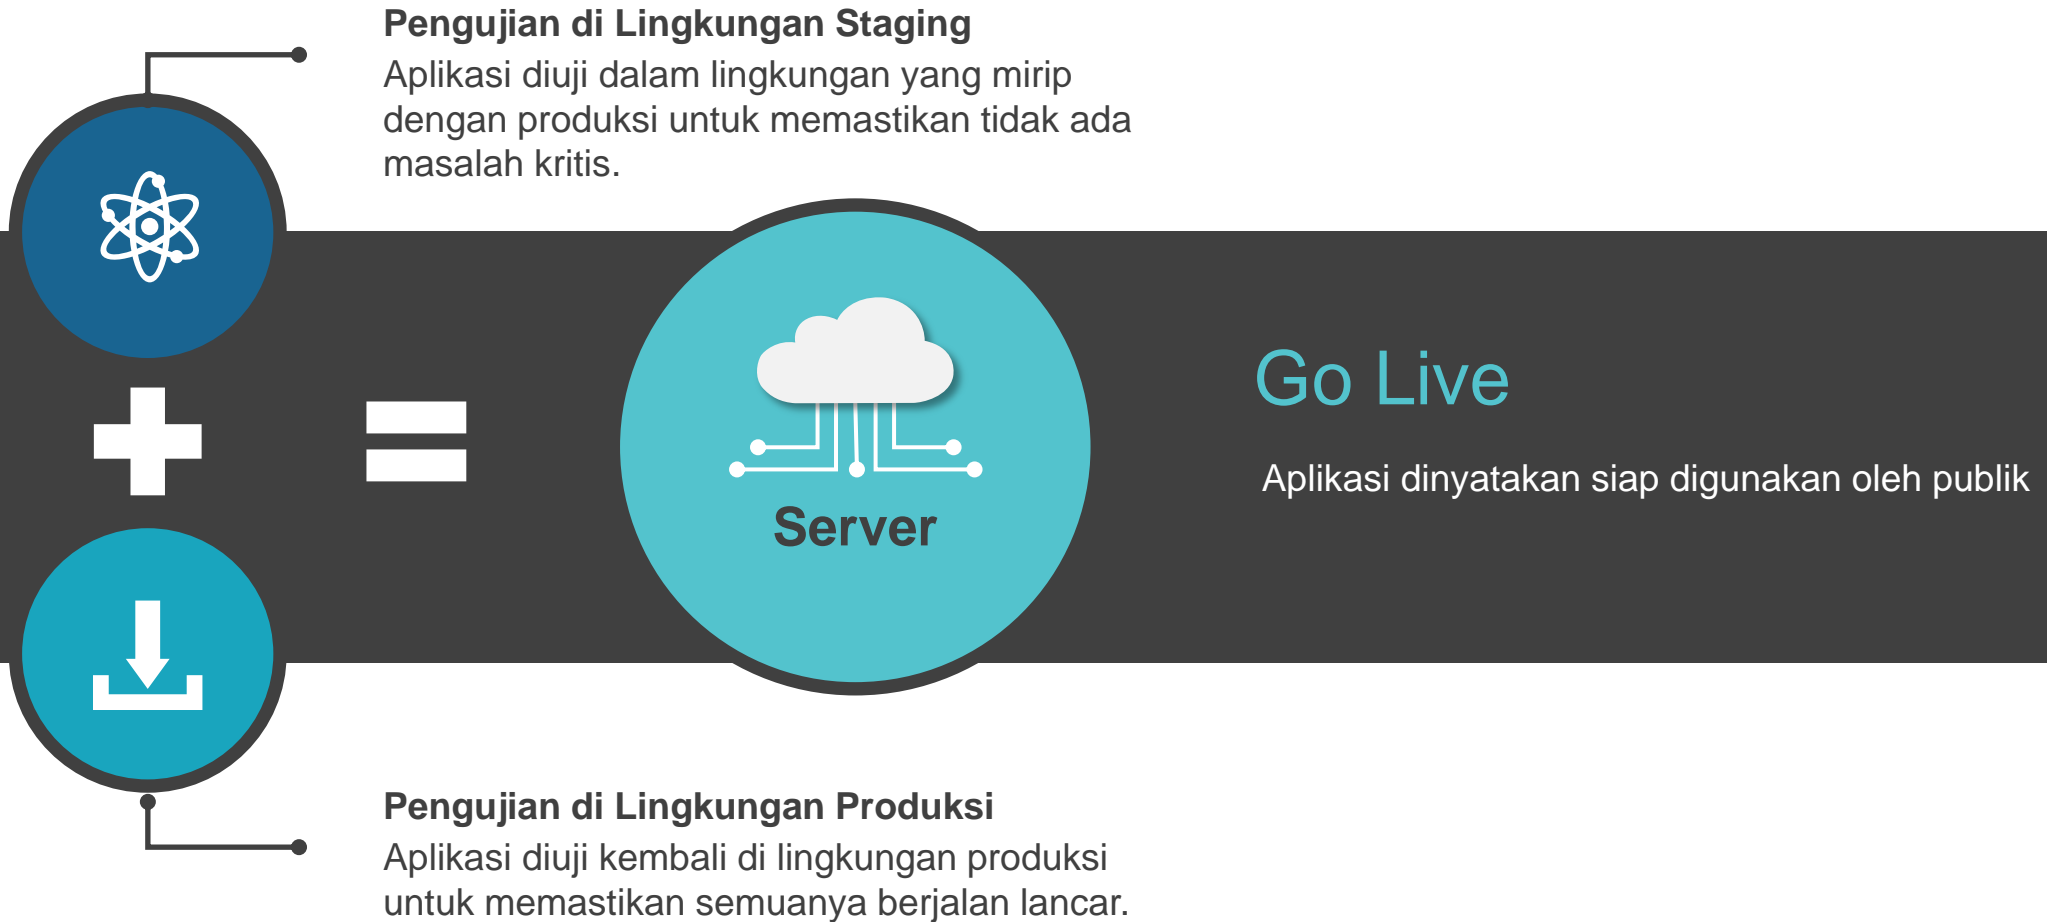 Pengujian di Lingkungan Staging
Aplikasi diuji dalam lingkungan yang mirip
dengan produksi untuk memastikan tidak ada
masalah kritis.
Server
Go Live
Aplikasi dinyatakan siap digunakan oleh publik
Pengujian di Lingkungan Produksi
Aplikasi diuji kembali di lingkungan produksi
untuk memastikan semuanya berjalan lancar.